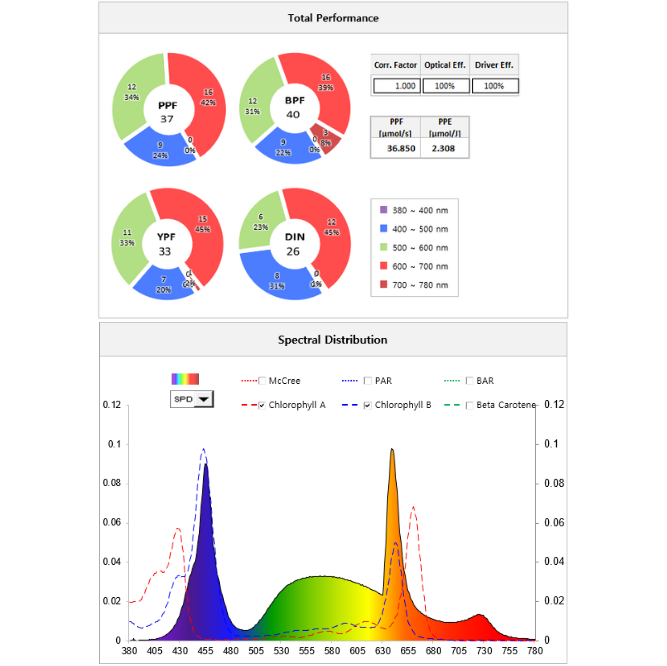 Total Performance
12
34%
16
42%
PPF
37
9
24%
0
0%
12
31%
16
39%
BPF
40
9
22%
0
0%
3
8%
Corr. Factor Optical Eff. Driver Eff.
1.000 100% 100%
PPF PPE
[μmol/s] [μmol/J]
36.850 2.308
11
33%
15
45%
YPF
33
7
20%
6
23%
12
45%
DIN
26
8
31%
380 ~ 400 nm
400 ~ 500 nm
500 ~ 600 nm
600 ~ 700 nm
700 ~ 780 nm
Spectral Distribution
McCree PAR BAR
SPD
Chlorophyll A Chlorophyll B Beta Carotene
0.12 0.12
0.1 0.1
0.08 0.08
0.06 0.06
0.04 0.04
0.02 0.02
0 0
380 405 430 455 480 505 530 555 580 605 630 655 680 705 730 755 780